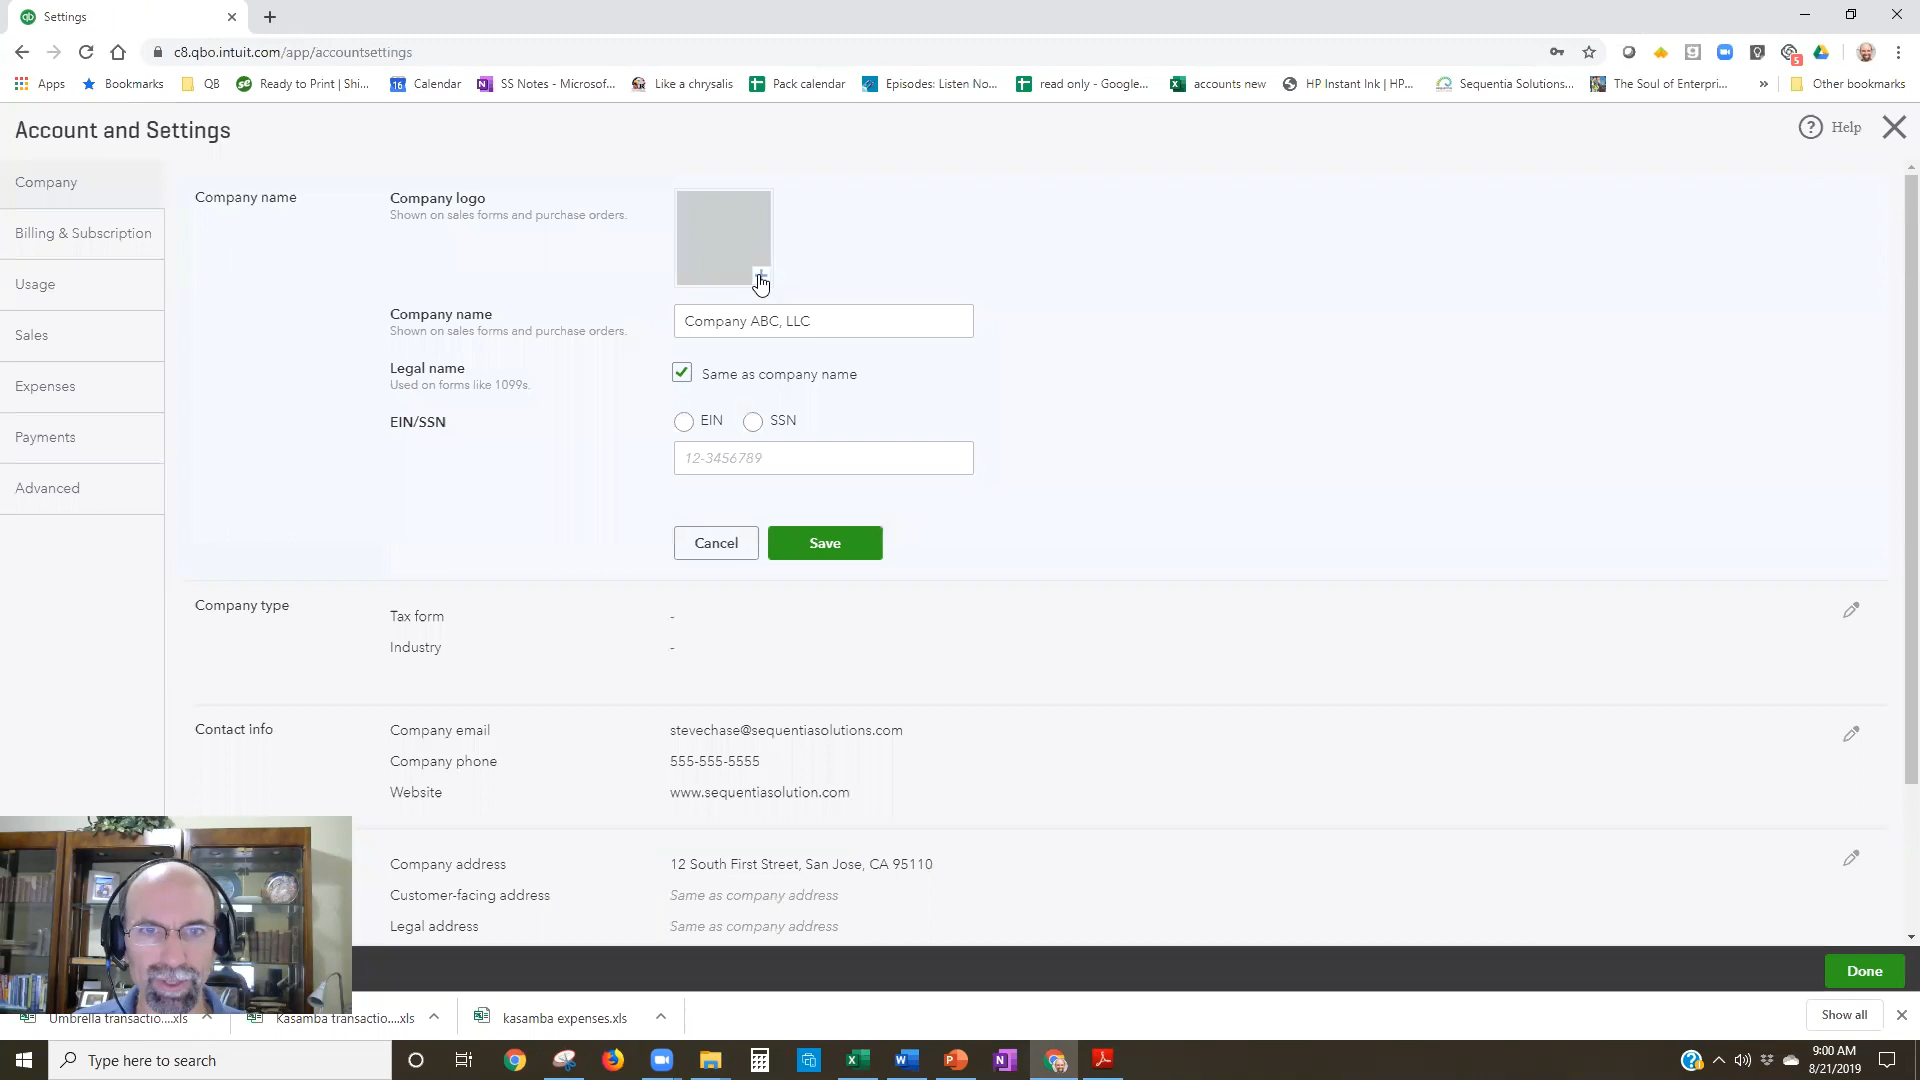 Settings
c8.qbo.intuit.com/app/accountsettings
5
Apps
Bookmarks
QB
Ready to Print | Shi...
16
Calendar
SS Notes - Microsof...
Like a chrysalis
Pack calendar
Episodes: Listen No...
read only - Google...
accounts new
HP Instant Ink | HP...
Sequentia Solutions...
The Soul of Enterpri...
»
Other bookmarks
Account and Settings
? Help
Company
Billing & Subscription
Usage
Sales
Expenses
Payments
Advanced
Company name
Company logo
Shown on sales forms and purchase orders.
Company name
Shown on sales forms and purchase orders.
Company ABC, LLC
Legal name
Used on forms like 1099s.
Same as company name
EIN/SSN
EIN SSN
12-3456789
Cancel Save
Company type
Tax form -
Industry -
Contact info
Company email stevechase@sequentiasolutions.com
Company phone 555-555-5555
Website www.sequentiasolution.com
Company address 12 South First Street, San Jose, CA 95110
Customer-facing address Same as company address
Legal address Same as company address
Done
Umbrella transactio....xls
Kasamba transactio....xls
kasamba expenses.xls
Show all
Type here to search
9:00 AM
8/21/2019